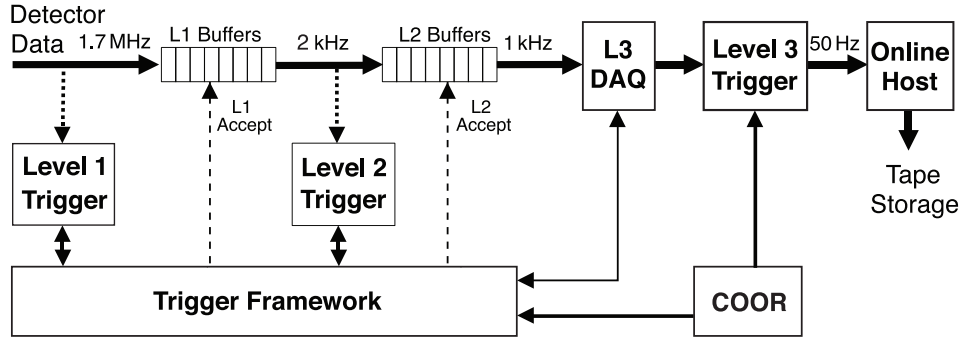 Detector
Data
1.7 MHz
L1 Buffers
2 kHz
L2 Buffers
1 kHz
L3
DAQ
Level 3
Trigger
50 Hz
Online
Host
L1
Accept
L2
Accept
Level 1
Trigger
Level 2
Trigger
Tape
Storage
Trigger Framework
COOR